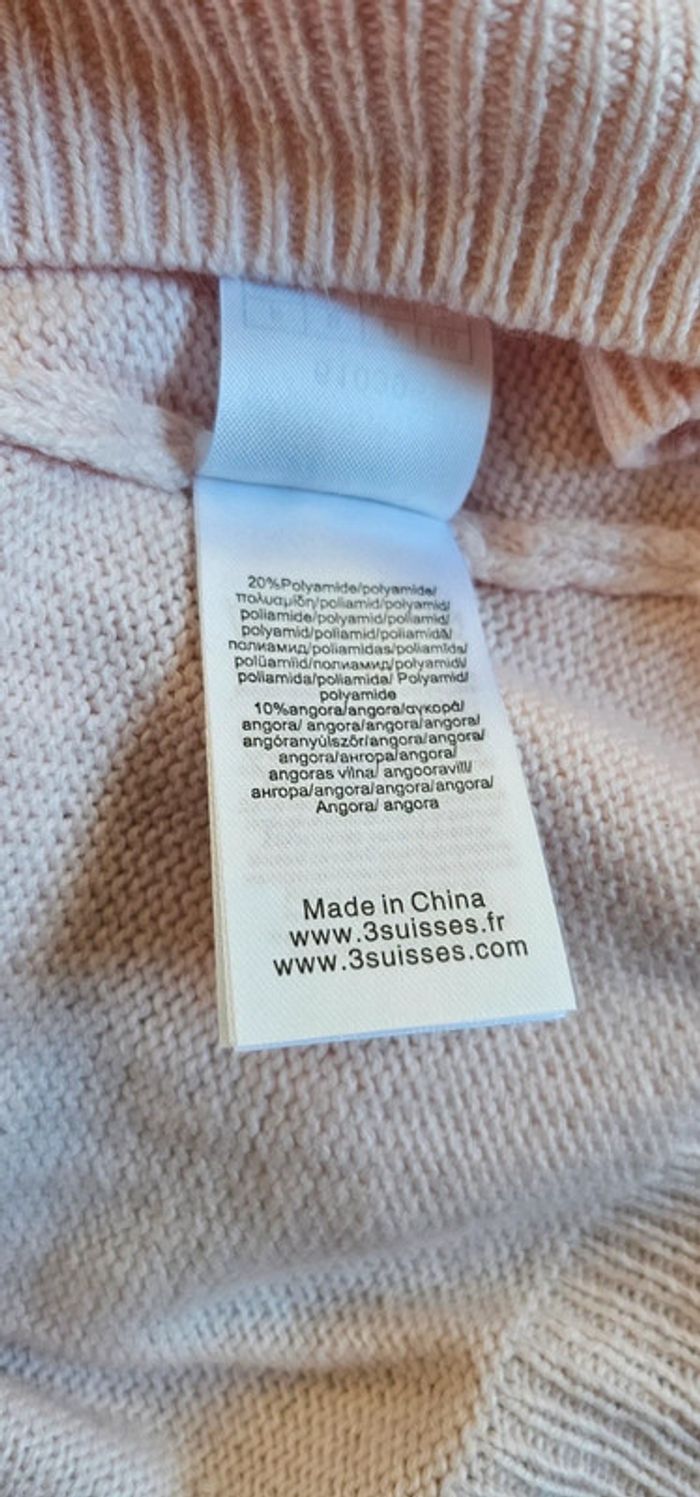 20%Polyamide/polyamide/
πολυαμίδη/poliamid/polyamid/
poliamide/polyamid/poliamid/
polyamid/poliamid/poliamidă/
полиамид/poliamidas/poliamīds/
polüamiid/полиамид/polyamid/
poliamida/poliamida/ Polyamid/
polyamide
10%angora/angora/αγκορά/
angora/ angora/angora/angora/
angóranyúlszőr/angora/angora/
angora/ангора/angora/
angoras vilna/ angooravill/
ангора/angora/angora/angora/
Angora/ angora
Made in China
www.3suisses.fr
www.3suisses.com